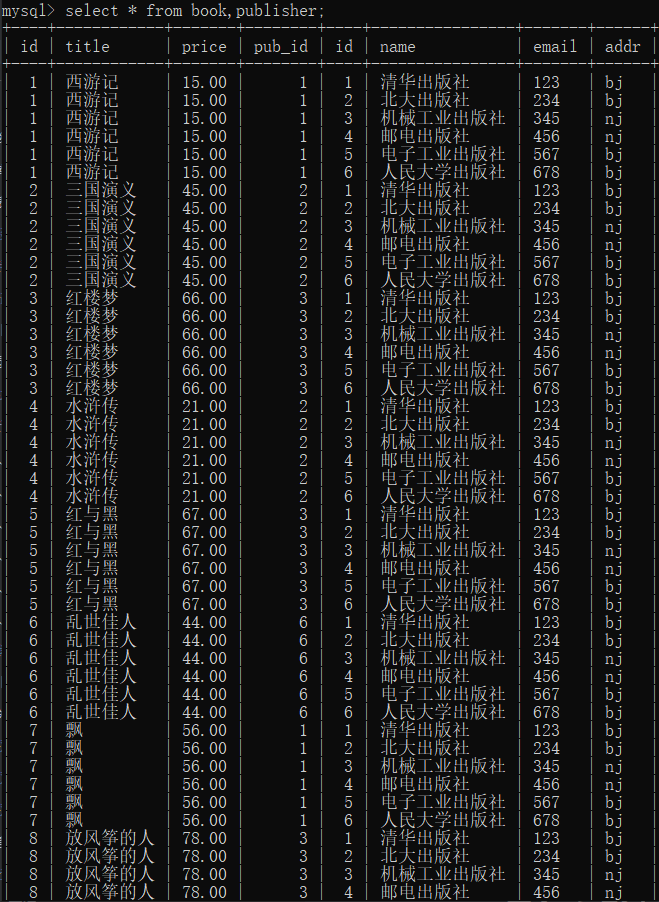 mysql> select * from book,publisher;
+----+--------------+-------+--------+----+------------------+-------+------+
| id | title | price | pub_id | id | name | email | addr |
+----+--------------+-------+--------+----+------------------+-------+------+
| 1 | 西游记 | 15.00 | 1 | 1 | 清华出版社 | 123 | bj |
| 1 | 西游记 | 15.00 | 1 | 2 | 北大出版社 | 234 | bj |
| 1 | 西游记 | 15.00 | 1 | 3 | 机械工业出版社 | 345 | nj |
| 1 | 西游记 | 15.00 | 1 | 4 | 邮电出版社 | 456 | nj |
| 1 | 西游记 | 15.00 | 1 | 5 | 电子工业出版社 | 567 | bj |
| 1 | 西游记 | 15.00 | 1 | 6 | 人民大学出版社 | 678 | bj |
| 2 | 三国演义 | 45.00 | 2 | 1 | 清华出版社 | 123 | bj |
| 2 | 三国演义 | 45.00 | 2 | 2 | 北大出版社 | 234 | bj |
| 2 | 三国演义 | 45.00 | 2 | 3 | 机械工业出版社 | 345 | nj |
| 2 | 三国演义 | 45.00 | 2 | 4 | 邮电出版社 | 456 | nj |
| 2 | 三国演义 | 45.00 | 2 | 5 | 电子工业出版社 | 567 | bj |
| 2 | 三国演义 | 45.00 | 2 | 6 | 人民大学出版社 | 678 | bj |
| 3 | 红楼梦 | 66.00 | 3 | 1 | 清华出版社 | 123 | bj |
| 3 | 红楼梦 | 66.00 | 3 | 2 | 北大出版社 | 234 | bj |
| 3 | 红楼梦 | 66.00 | 3 | 3 | 机械工业出版社 | 345 | nj |
| 3 | 红楼梦 | 66.00 | 3 | 4 | 邮电出版社 | 456 | nj |
| 3 | 红楼梦 | 66.00 | 3 | 5 | 电子工业出版社 | 567 | bj |
| 3 | 红楼梦 | 66.00 | 3 | 6 | 人民大学出版社 | 678 | bj |
| 4 | 水浒传 | 21.00 | 2 | 1 | 清华出版社 | 123 | bj |
| 4 | 水浒传 | 21.00 | 2 | 2 | 北大出版社 | 234 | bj |
| 4 | 水浒传 | 21.00 | 2 | 3 | 机械工业出版社 | 345 | nj |
| 4 | 水浒传 | 21.00 | 2 | 4 | 邮电出版社 | 456 | nj |
| 4 | 水浒传 | 21.00 | 2 | 5 | 电子工业出版社 | 567 | bj |
| 4 | 水浒传 | 21.00 | 2 | 6 | 人民大学出版社 | 678 | bj |
| 5 | 红与黑 | 67.00 | 3 | 1 | 清华出版社 | 123 | bj |
| 5 | 红与黑 | 67.00 | 3 | 2 | 北大出版社 | 234 | bj |
| 5 | 红与黑 | 67.00 | 3 | 3 | 机械工业出版社 | 345 | nj |
| 5 | 红与黑 | 67.00 | 3 | 4 | 邮电出版社 | 456 | nj |
| 5 | 红与黑 | 67.00 | 3 | 5 | 电子工业出版社 | 567 | bj |
| 5 | 红与黑 | 67.00 | 3 | 6 | 人民大学出版社 | 678 | bj |
| 6 | 乱世佳人 | 44.00 | 6 | 1 | 清华出版社 | 123 | bj |
| 6 | 乱世佳人 | 44.00 | 6 | 2 | 北大出版社 | 234 | bj |
| 6 | 乱世佳人 | 44.00 | 6 | 3 | 机械工业出版社 | 345 | nj |
| 6 | 乱世佳人 | 44.00 | 6 | 4 | 邮电出版社 | 456 | nj |
| 6 | 乱世佳人 | 44.00 | 6 | 5 | 电子工业出版社 | 567 | bj |
| 6 | 乱世佳人 | 44.00 | 6 | 6 | 人民大学出版社 | 678 | bj |
| 7 | 飘 | 56.00 | 1 | 1 | 清华出版社 | 123 | bj |
| 7 | 飘 | 56.00 | 1 | 2 | 北大出版社 | 234 | bj |
| 7 | 飘 | 56.00 | 1 | 3 | 机械工业出版社 | 345 | nj |
| 7 | 飘 | 56.00 | 1 | 4 | 邮电出版社 | 456 | nj |
| 7 | 飘 | 56.00 | 1 | 5 | 电子工业出版社 | 567 | bj |
| 7 | 飘 | 56.00 | 1 | 6 | 人民大学出版社 | 678 | bj |
| 8 | 放风筝的人 | 78.00 | 3 | 1 | 清华出版社 | 123 | bj |
| 8 | 放风筝的人 | 78.00 | 3 | 2 | 北大出版社 | 234 | bj |
| 8 | 放风筝的人 | 78.00 | 3 | 3 | 机械工业出版社 | 345 | nj |
| 8 | 放风筝的人 | 78.00 | 3 | 4 | 邮电出版社 | 456 | nj |